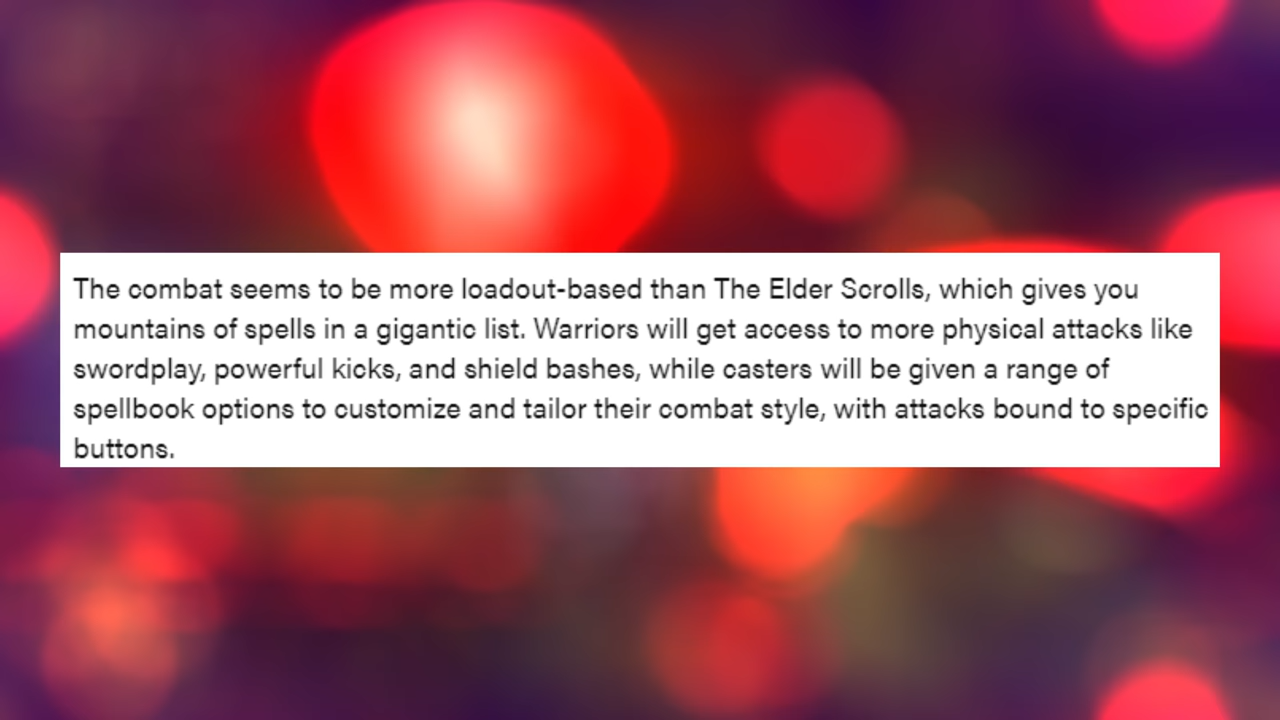 The combat seems to be more loadout-based than The Elder Scrolls, which gives you
mountains of spells in a gigantic list. Warriors will get access to more physical attacks like
swordplay, powerful kicks, and shield bashes, while casters will be given a range of
spellbook options to customize and tailor their combat style, with attacks bound to specific
buttons.